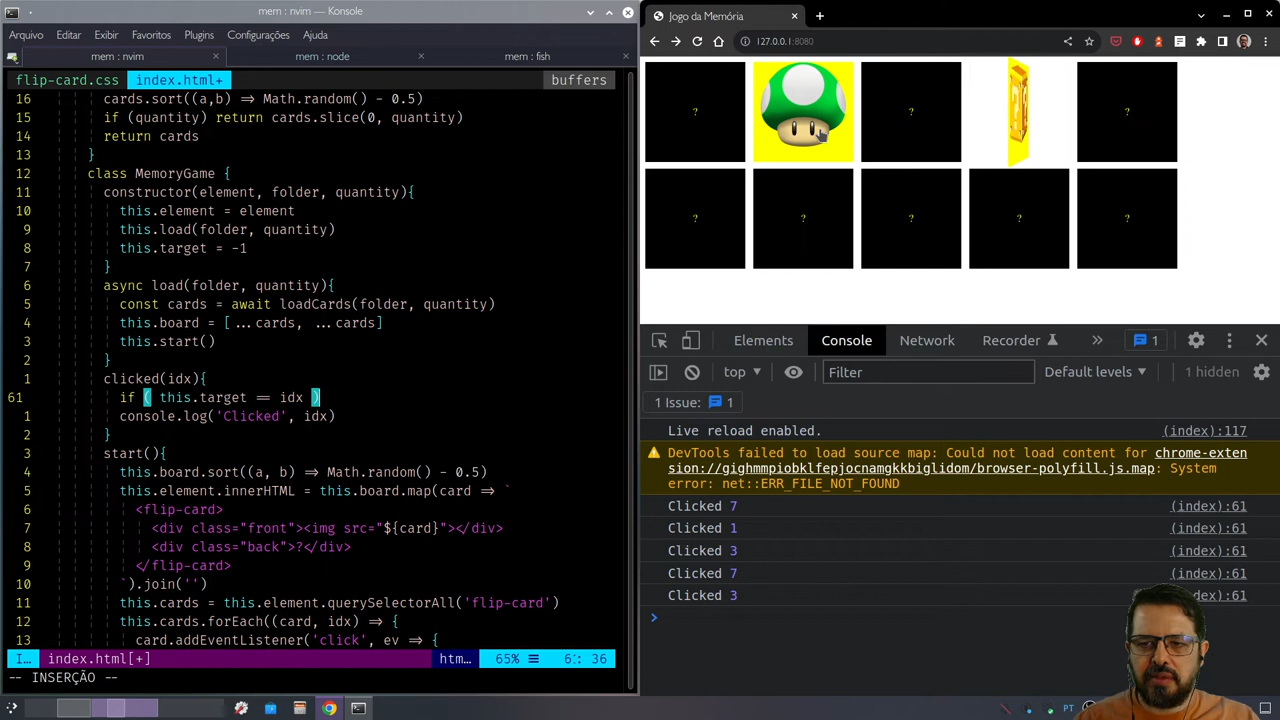 mem : nvim — Konsole
Arquivo Editar Exibir Favoritos Plugins Configurações Ajuda
mem : nvim
mem : node
mem : fish
flip-card.css index.html+ buffers
16 cards.sort((a,b) ⇒ Math.random() - 0.5)
15 if (quantity) return cards.slice(0, quantity)
14 return cards
13 }
12 class MemoryGame {
11 constructor(element, folder, quantity){
10 this.element = element
9 this.load(folder, quantity)
8 this.target = -1
7 }
6 async load(folder, quantity){
5 const cards = await loadCards(folder, quantity)
4 this.board = [...cards, ...cards]
3 this.start()
2 }
1 clicked(idx){
61 if ( this.target == idx )
1 console.log('Clicked', idx)
2 }
3 start(){
4 this.board.sort((a, b) ⇒ Math.random() - 0.5)
5 this.element.innerHTML = this.board.map(card ⇒ `
6 <flip-card>
7 <div class="front"><img src="${card}"></div>
8 <div class="back">?</div>
9 </flip-card>
10 `).join('')
11 this.cards = this.element.querySelectorAll('flip-card')
12 this.cards.forEach((card, idx) ⇒ {
13 card.addEventListener('click', ev ⇒ {
I… index.html[+] htm… 65% ☰ 61: 36
-- INSERÇÃO --
Jogo da Memória
127.0.0.1:8080
? ? ? ?
? ? ? ? ?
Elements Console Network Recorder 1
top Filter Default levels 1 hidden
1 Issue: 1
Live reload enabled. (index):117
DevTools failed to load source map: Could not load content for chrome-exten
sion://gighmmpiobklfepjocnamgkkbiglidom/browser-polyfill.js.map: System
error: net::ERR_FILE_NOT_FOUND
Clicked 7 (index):61
Clicked 1 (index):61
Clicked 3 (index):61
Clicked 7 (index):61
Clicked 3 (index):61
PT